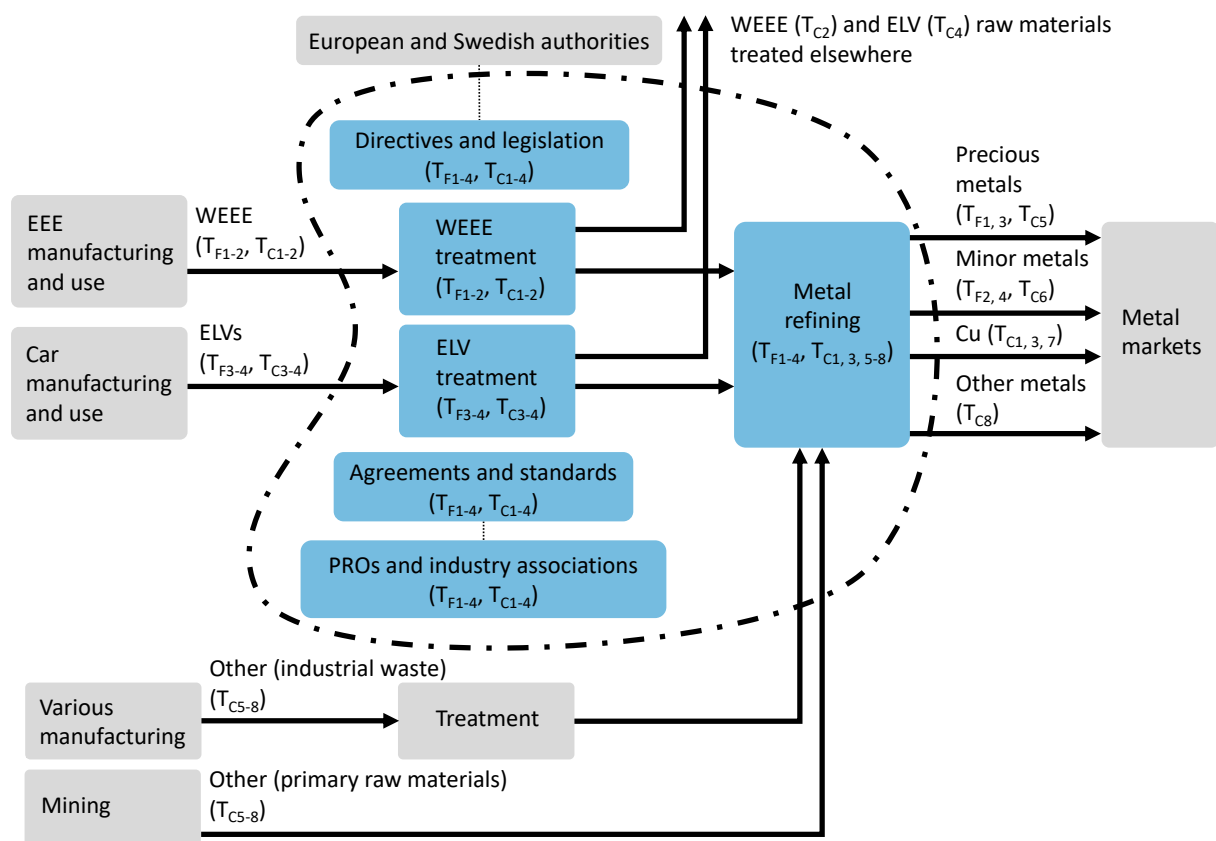 WEEE (TC2) and ELV (TC4) raw materials
treated elsewhere
European and Swedish authorities
Directives and legislation
(TF1-4, TC1-4)
EEE
manufacturing
and use
WEEE
(TF1-2, TC1-2)
WEEE
treatment
(TF1-2, TC1-2)
Car
manufacturing
and use
ELVs
(TF3-4, TC3-4)
ELV
treatment
(TF3-4, TC3-4)
Metal
refining
(TF1-4, TC1, 3, 5-8)
Precious
metals
(TF1, 3, TC5)
Minor metals
(TF2, 4, TC6)
Cu (TC1, 3, 7)
Other metals
(TC8)
Metal
markets
Agreements and standards
(TF1-4, TC1-4)
PROs and industry associations
(TF1-4, TC1-4)
Various
manufacturing
Other (industrial waste)
(TC5-8)
Treatment
Mining
Other (primary raw materials)
(TC5-8)